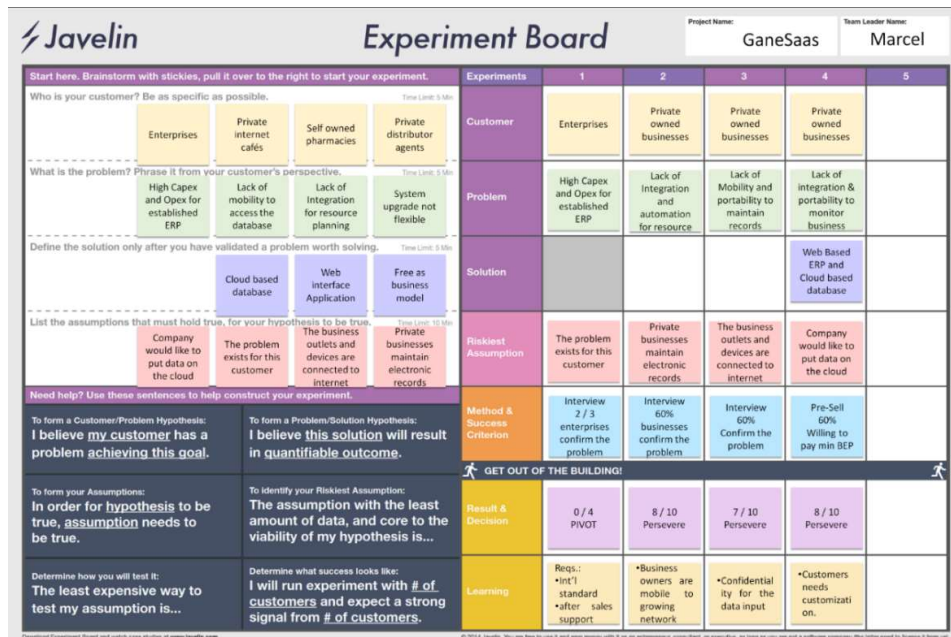 Javelin
Experiment Board
Project Name:
GaneSaas
Team Leader Name:
Marcel
Start here. Brainstorm with stickies, pull it over to the right to start your experiment.
Who is your customer? Be as specific as possible.
Time Limit: 5 Min
Enterprises
Private
internet
cafés
Self owned
pharmacies
Private
distributor
agents
What is the problem? Phrase it from your customer's perspective.
Time Limit: 5 Min
High Capex
and Opex for
established
ERP
Lack of
mobility to
access the
database
Lack of
Integration
for resource
planning
System
upgrade not
flexible
Define the solution only after you have validated a problem worth solving.
Time Limit: 5 Min
Cloud based
database
Web
interface
Application
Free as
business
model
List the assumptions that must hold true, for your hypothesis to be true.
Time Limit: 10 Min
Company
would like to
put data on
the cloud
The problem
exists for this
customer
The business
outlets and
devices are
connected to
internet
Private
businesses
maintain
electronic
records
Need help? Use these sentences to help construct your experiment.
To form a Customer/Problem Hypothesis:
I believe my customer has a
problem achieving this goal.
To form a Problem/Solution Hypothesis:
I believe this solution will result
in quantifiable outcome.
To form your Assumptions:
In order for hypothesis to be
true, assumption needs to
be true.
To identify your Riskiest Assumption:
The assumption with the least
amount of data, and core to the
viability of my hypothesis is...
Determine how you will test it:
The least expensive way to
test my assumption is...
Determine what success looks like:
I will run experiment with # of
customers and expect a strong
signal from # of customers.
Experiments
1
2
3
4
5
Customer
Enterprises
Private
owned
businesses
Private
owned
businesses
Private
owned
businesses
Problem
High Capex
and Opex for
established
ERP
Lack of
Integration
and
automation
for resource
Lack of
Mobility and
portability to
maintain
records
Lack of
integration &
portability to
monitor
business
Solution
Web Based
ERP and
Cloud based
database
Riskiest
Assumption
The problem
exists for this
customer
Private
businesses
maintain
electronic
records
The business
outlets and
devices are
connected to
internet
Company
would like to
put data on
the cloud
Method &
Success
Criterion
Interview
2 / 3
enterprises
confirm the
problem
Interview
60%
businesses
confirm the
problem
Interview
60%
Confirm the
problem
Pre-Sell
60%
Willing to
pay min BEP
GET OUT OF THE BUILDING!
Result &
Decision
0 / 4
PIVOT
8 / 10
Persevere
7 / 10
Persevere
8 / 10
Persevere
Learning
Reqs.:
•Int'l
standard
•after sales
support
•Business
owners are
mobile to
growing
network
•Confidential
ity for the
data input
•Customers
needs
customizati
on.